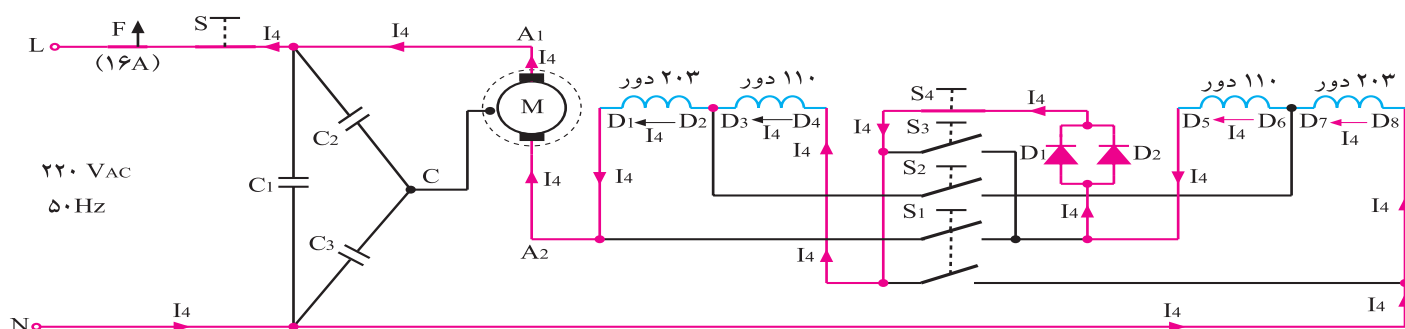 L F (۱۶A) S I4 I4 A1 I4
۲۰۳ دور ۱۱۰ دور S4 I4 ۱۱۰ دور ۲۰۳ دور
M
D1 I4 D2 D3 I4 D4 I4 S3 D5 I4 D6 D7 I4 D8
C2 I4 S2 D1 D2
۲۲۰ VAC C1 C I4 I4 I4
۵۰Hz S1 I4 I4
C3 A2 I4 I4
N I4 I4